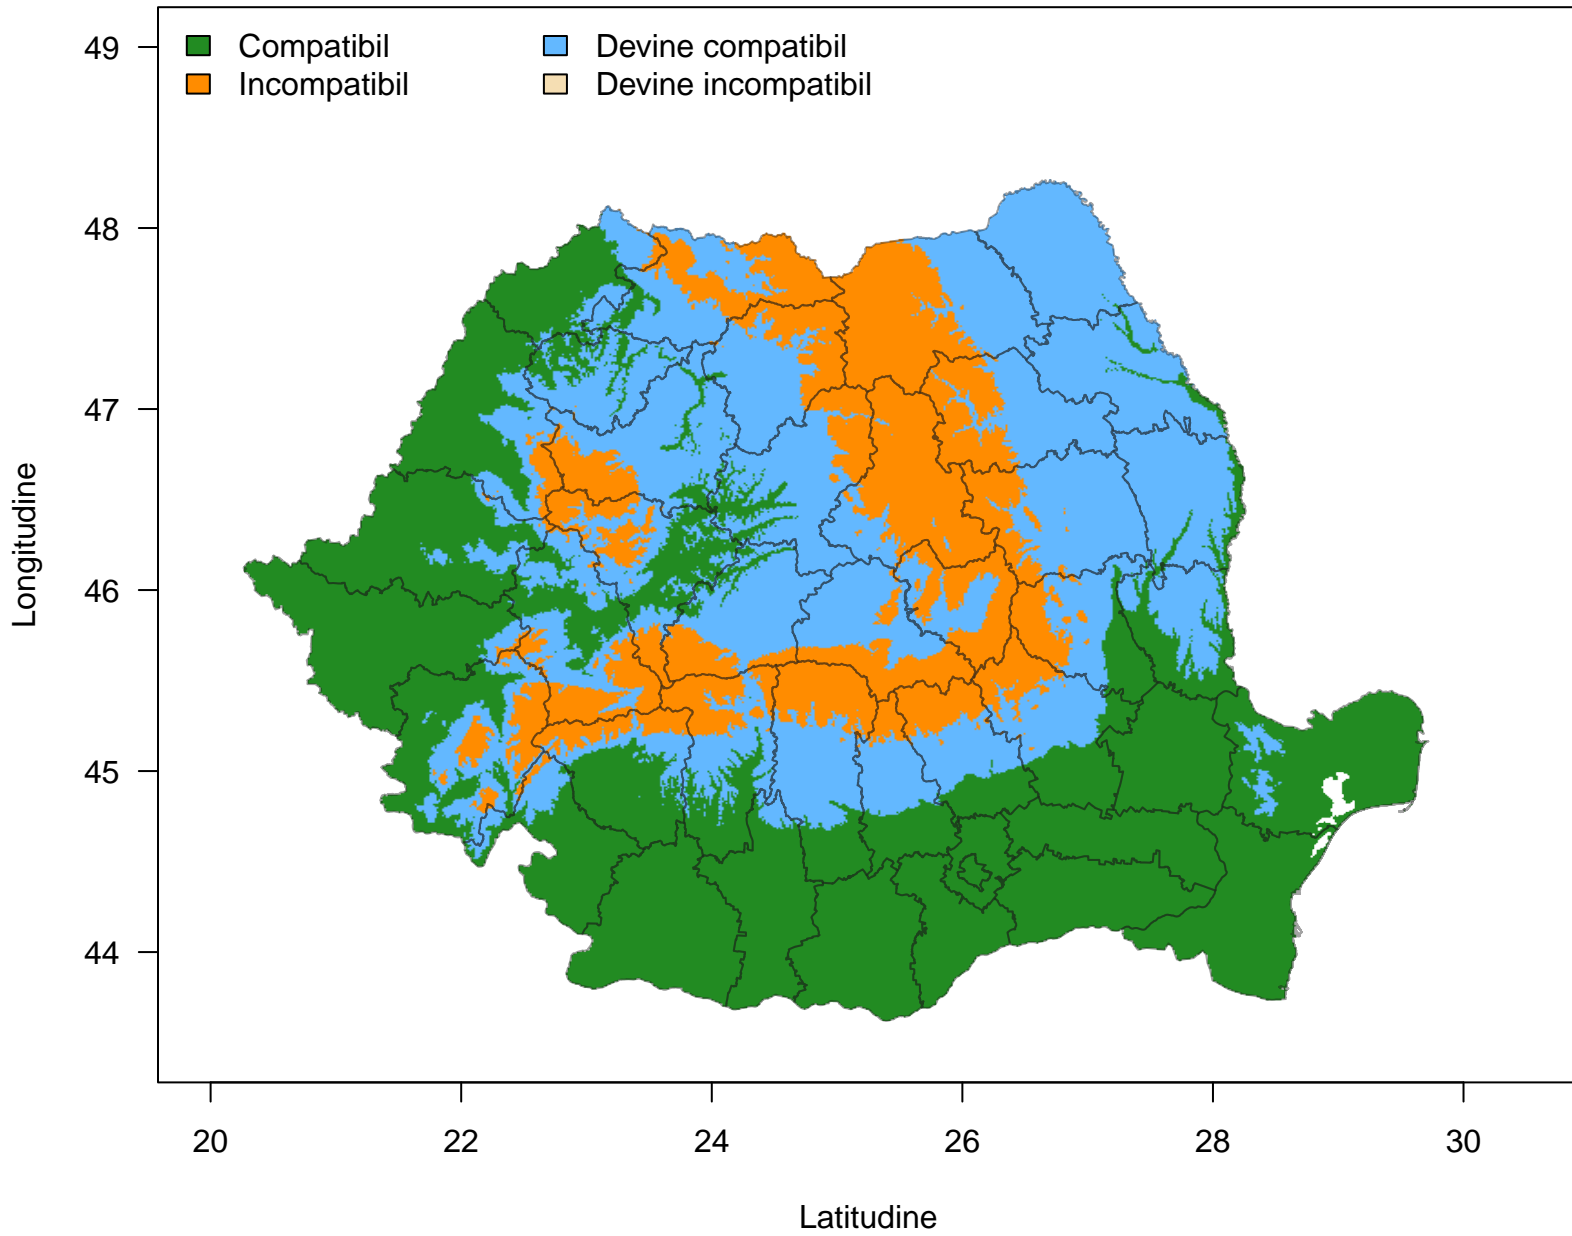 Compatibil
Incompatibil
Devine compatibil
Devine incompatibil
49
48
47
46
45
44
Longitudine
20 22 24 26 28 30
Latitudine